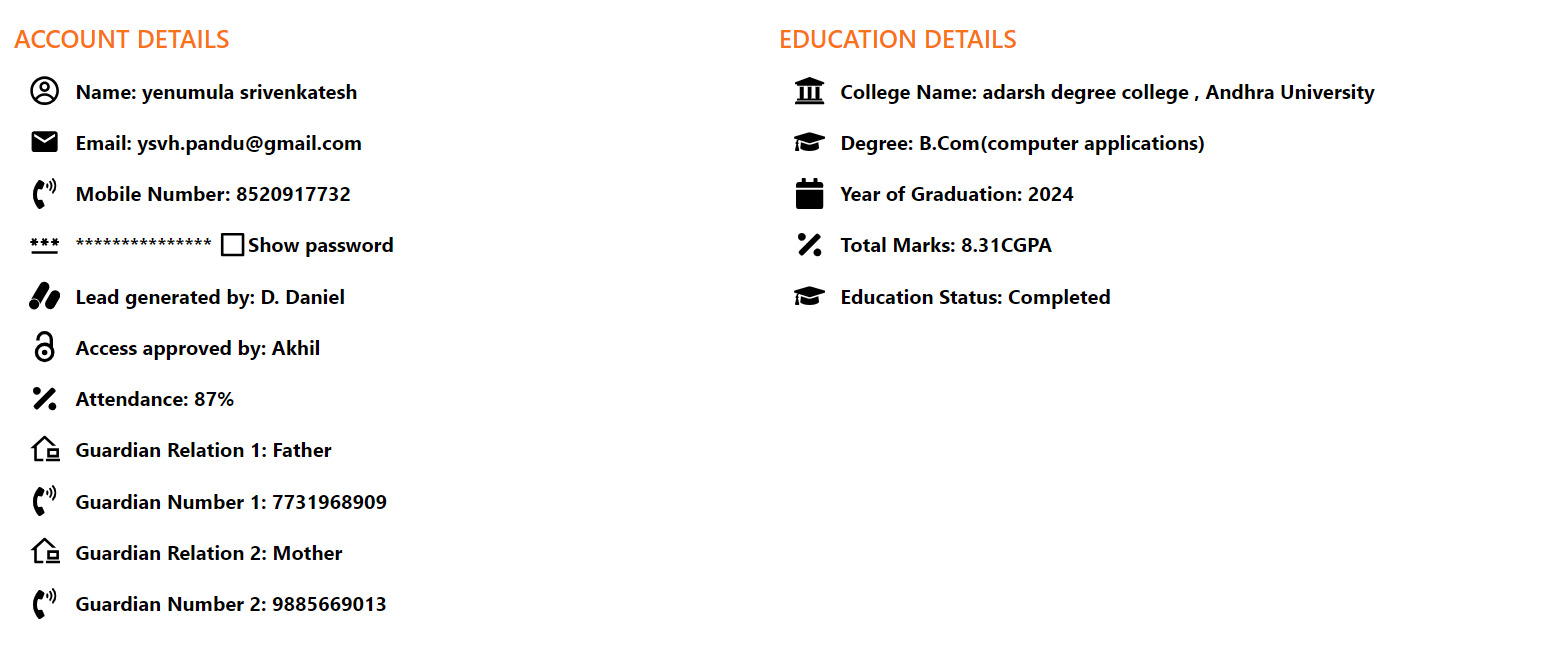 ACCOUNT DETAILS
Name: yenumula srivenkatesh
Email: ysvh.pandu@gmail.com
Mobile Number: 8520917732
*************** Show password
Lead generated by: D. Daniel
Access approved by: Akhil
Attendance: 87%
Guardian Relation 1: Father
Guardian Number 1: 7731968909
Guardian Relation 2: Mother
Guardian Number 2: 9885669013
EDUCATION DETAILS
College Name: adarsh degree college , Andhra University
Degree: B.Com(computer applications)
Year of Graduation: 2024
Total Marks: 8.31CGPA
Education Status: Completed